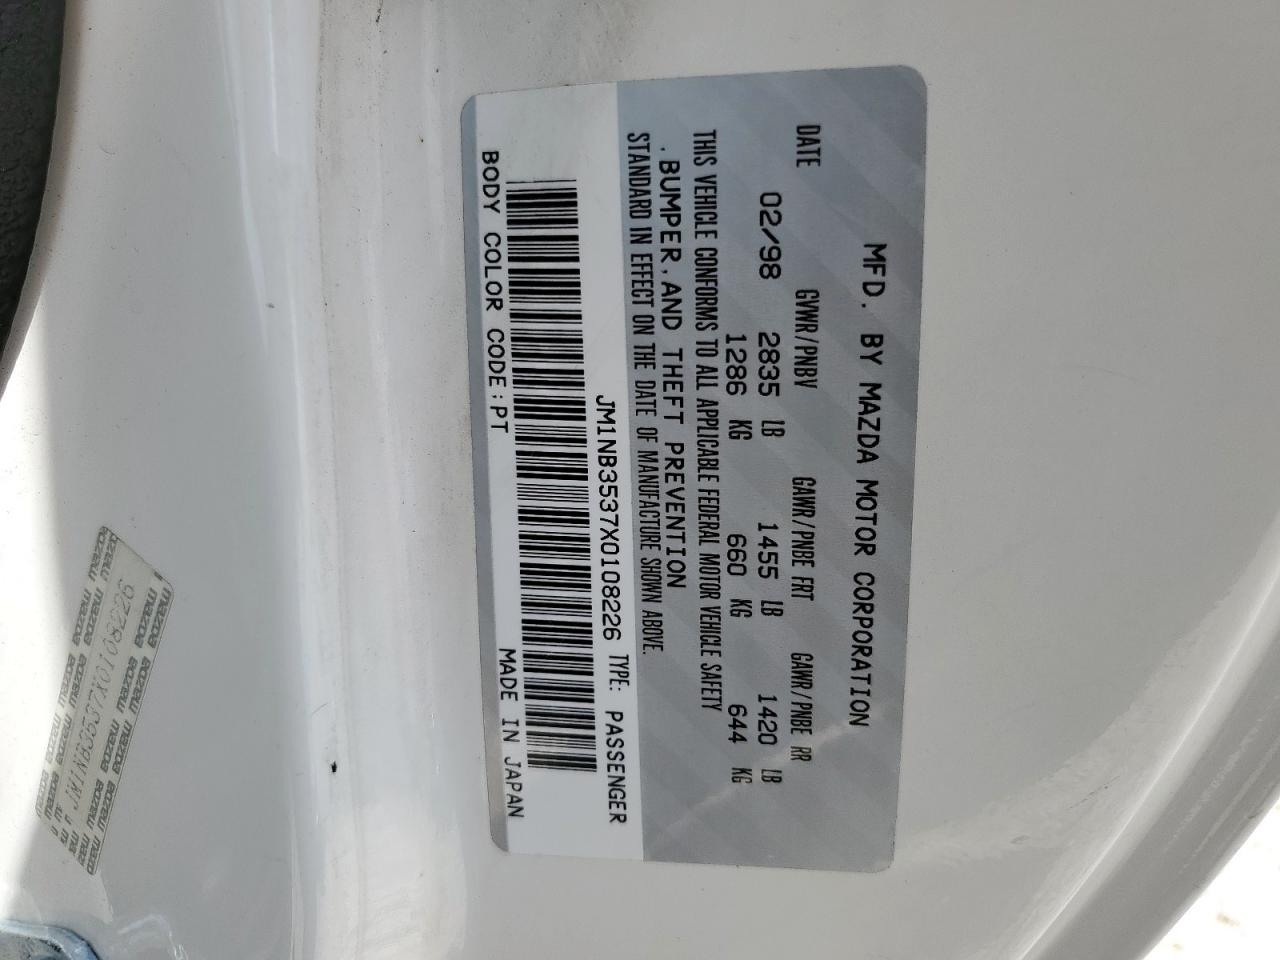 MFD. BY MAZDA MOTOR CORPORATION
DATE GVWR/PNBV GAWR/PNBE FRT GAWR/PNBE RR
02/98 2835 LB 1455 LB 1420 LB
1286 KG 660 KG 644 KG
THIS VEHICLE CONFORMS TO ALL APPLICABLE FEDERAL MOTOR VEHICLE SAFETY
, BUMPER, AND THEFT PREVENTION
STANDARD IN EFFECT ON THE DATE OF MANUFACTURE SHOWN ABOVE.
JM1NB3537X0108226 TYPE: PASSENGER
BODY COLOR CODE:PT MADE IN JAPAN
JM1NB3537X0108226